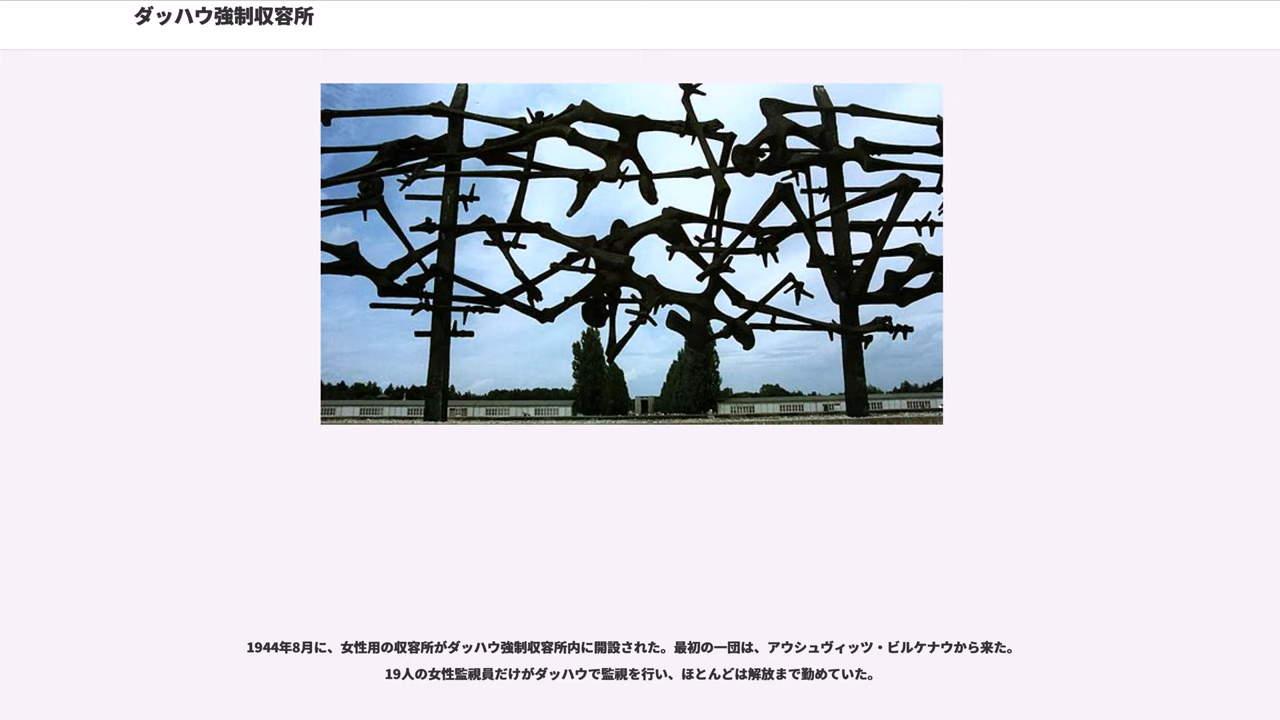 ダッハウ強制収容所
1944年8月に、女性用の収容所がダッハウ強制収容所内に開設された。最初の一団は、アウシュヴィッツ・ビルケナウから来た。
19人の女性監視員だけがダッハウで監視を行い、ほとんどは解放まで勤めていた。